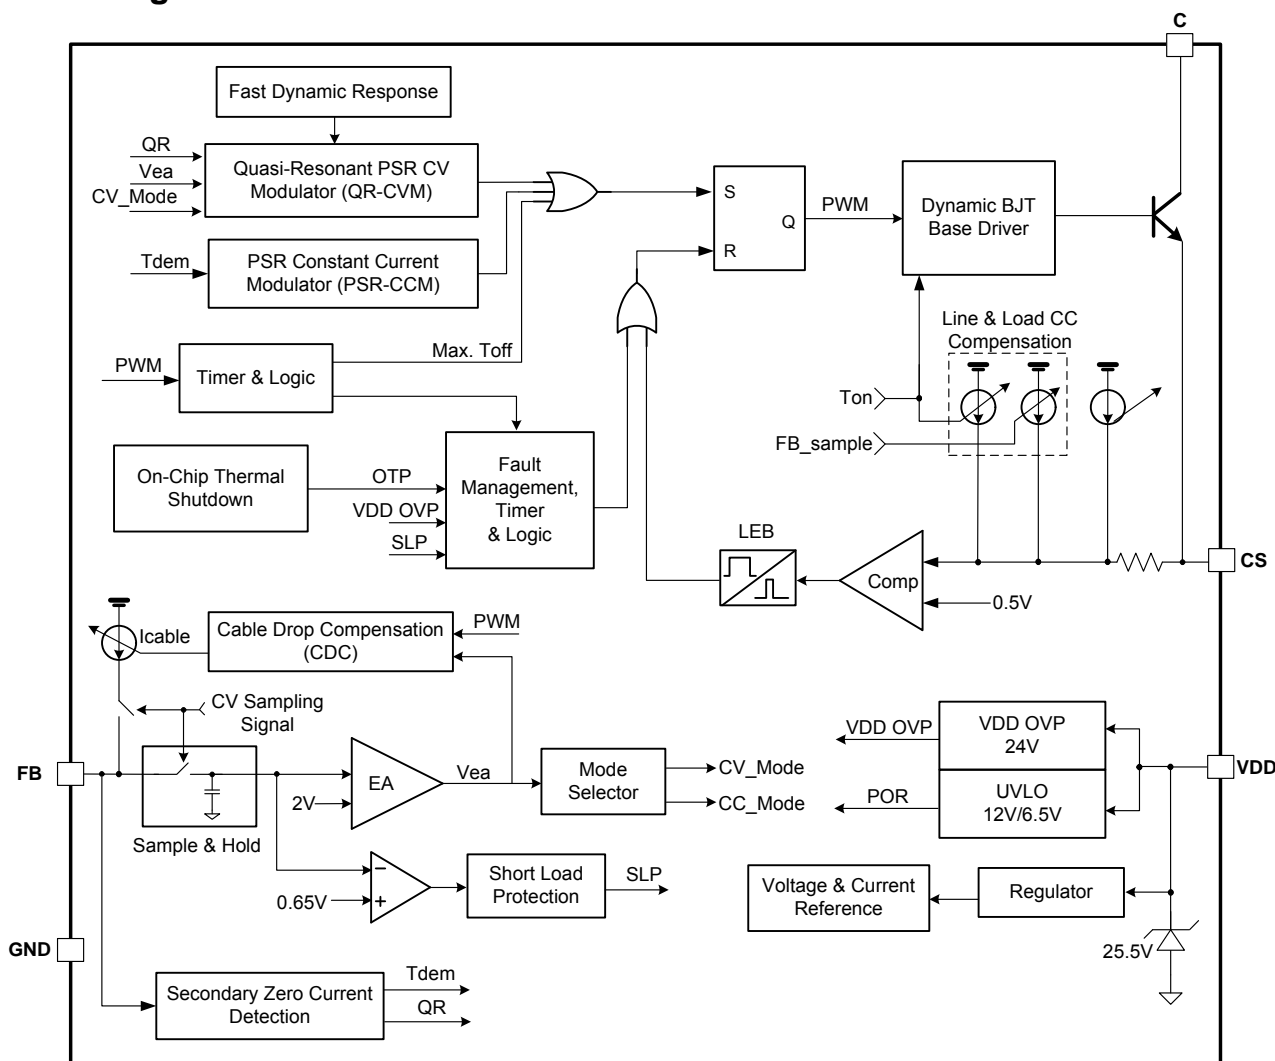 C
Fast Dynamic Response
QR
Vea
CV_Mode
Quasi-Resonant PSR CV
Modulator (QR-CVM)
S
R
Q
PWM
Dynamic BJT
Base Driver
Tdem
PSR Constant Current
Modulator (PSR-CCM)
Line & Load CC
Compensation
Max. Toff
PWM
Timer & Logic
Ton
FB_sample
On-Chip Thermal
Shutdown
OTP
VDD OVP
SLP
Fault
Management,
Timer
& Logic
LEB
Comp
0.5V
CS
Icable
Cable Drop Compensation
(CDC)
PWM
CV Sampling
Signal
FB
Sample & Hold
EA
2V
Vea
Mode
Selector
CV_Mode
CC_Mode
VDD OVP
POR
VDD OVP
24V
UVLO
12V/6.5V
VDD
0.65V
−
+
Short Load
Protection
SLP
Voltage & Current
Reference
Regulator
25.5V
GND
Secondary Zero Current
Detection
Tdem
QR